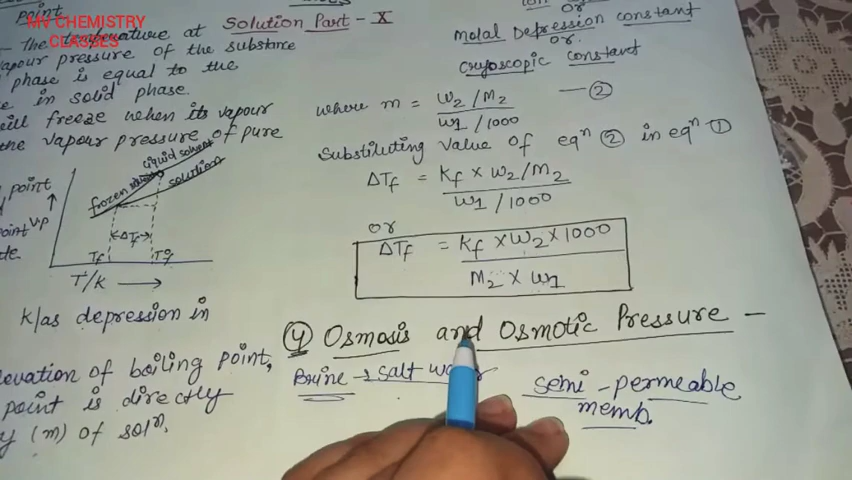 point
MV CHEMISTRY
CLASSES
Solution Part - X
- The temperature at
vapour pressure of the substance
phase is equal to the
in solid phase.
will freeze when its vapour
the vapour pressure of pure
liquid solvent
frozen
solution
point
point V.P
ΔTf
Tf Tf°
T/K
k/as depression in
elevation of boiling point,
point is directly
y (m) of solⁿ.
or
Molal Depression constant
or
cryoscopic constant
where m = W2/M2 — ②
W1/1000
Substituting value of eqⁿ ② in eqⁿ ①
ΔTf = Kf × W2/M2
W1/1000
or
ΔTf = Kf × W2 × 1000
M2 × W1
④ Osmosis and Osmotic Pressure -
Brine → Salt
Semi - permeable
memb.